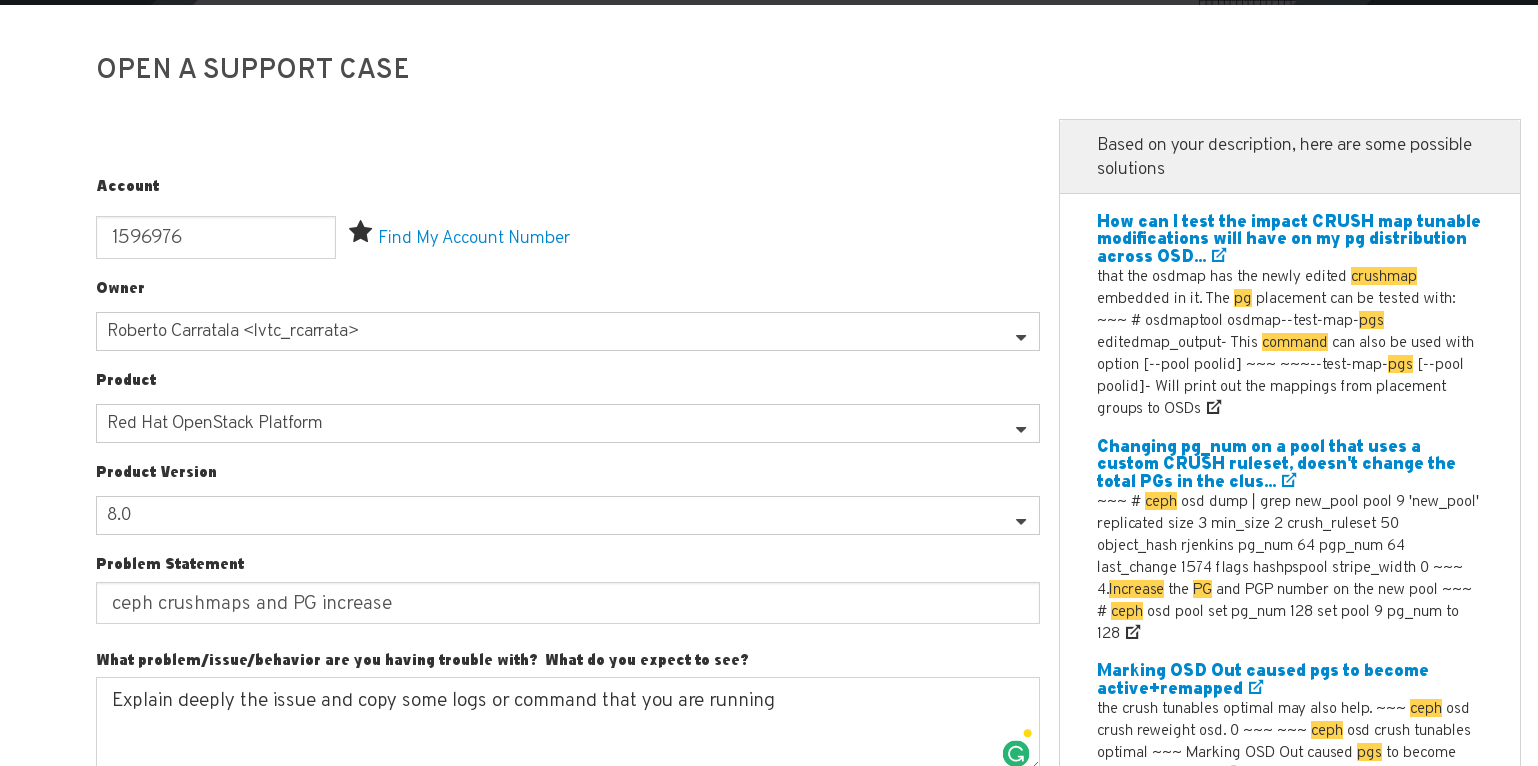 OPEN A SUPPORT CASE
Account
1596976
Find My Account Number
Owner
Roberto Carratala <lvtc_rcarrata>
Product
Red Hat OpenStack Platform
Product Version
8.0
Problem Statement
ceph crushmaps and PG increase
What problem/issue/behavior are you having trouble with?  What do you expect to see?
Explain deeply the issue and copy some logs or command that you are running
Based on your description, here are some possible
solutions
How can I test the impact CRUSH map tunable
modifications will have on my pg distribution
across OSD...
that the osdmap has the newly edited crushmap
embedded in it. The pg placement can be tested with:
~~~ # osdmaptool osdmap--test-map-pgs
editedmap_output- This command can also be used with
option [--pool poolid] ~~~ ~~~--test-map-pgs [--pool
poolid]- Will print out the mappings from placement
groups to OSDs
Changing pg_num on a pool that uses a
custom CRUSH ruleset, doesn't change the
total PGs in the clus...
~~~ # ceph osd dump | grep new_pool pool 9 'new_pool'
replicated size 3 min_size 2 crush_ruleset 50
object_hash rjenkins pg_num 64 pgp_num 64
last_change 1574 flags hashpspool stripe_width 0 ~~~
4.Increase the PG and PGP number on the new pool ~~~
# ceph osd pool set pg_num 128 set pool 9 pg_num to
128
Marking OSD Out caused pgs to become
active+remapped
the crush tunables optimal may also help. ~~~ ceph osd
crush reweight osd. 0 ~~~ ~~~ ceph osd crush tunables
optimal ~~~ Marking OSD Out caused pgs to become